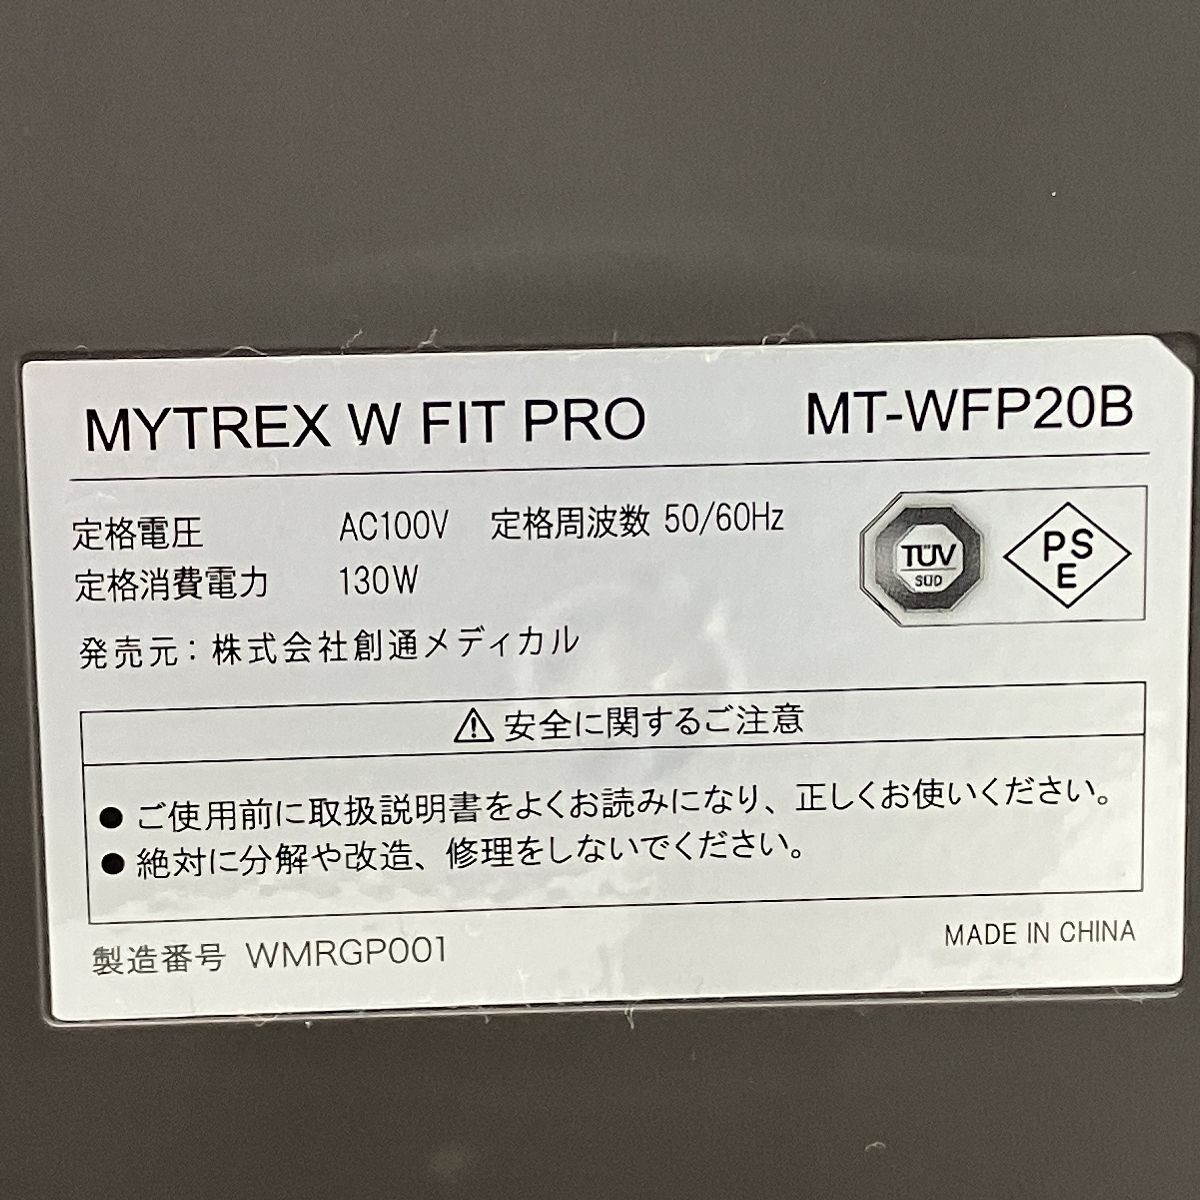 MYTREX W FIT PRO MT-WFP20B
定格電圧 AC100V 定格周波数 50/60Hz
定格消費電力 130W
発売元：株式会社創通メディカル
TÜV
SÜD
PS
E
⚠安全に関するご注意
●ご使用前に取扱説明書をよくお読みになり、正しくお使いください。
●絶対に分解や改造、修理をしないでください。
製造番号 WMRGP001 MADE IN CHINA